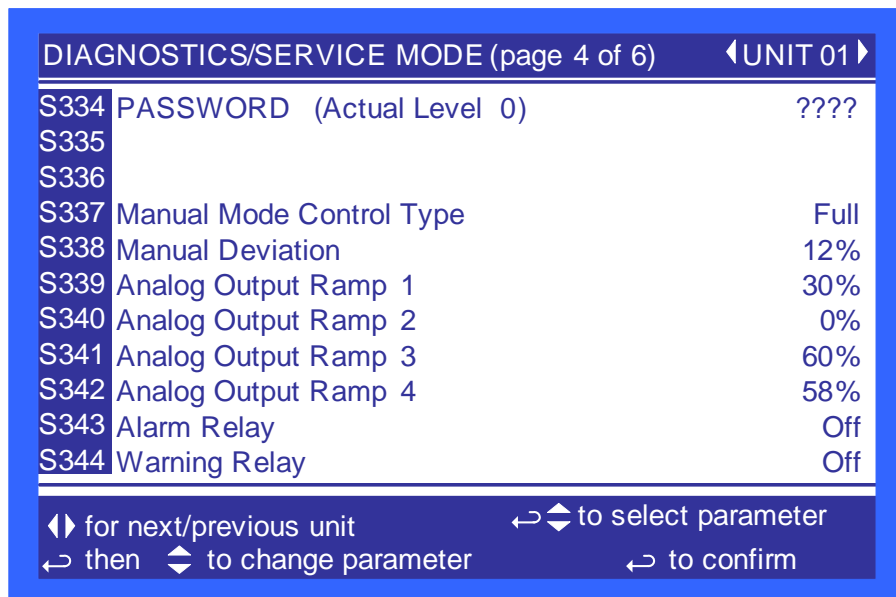 DIAGNOSTICS/SERVICE MODE (page 4 of 6) UNIT 01
S334 PASSWORD (Actual Level 0) ????
S335
S336
S337 Manual Mode Control Type Full
S338 Manual Deviation 12%
S339 Analog Output Ramp 1 30%
S340 Analog Output Ramp 2 0%
S341 Analog Output Ramp 3 60%
S342 Analog Output Ramp 4 58%
S343 Alarm Relay Off
S344 Warning Relay Off
for next/previous unit to select parameter
then to change parameter to confirm